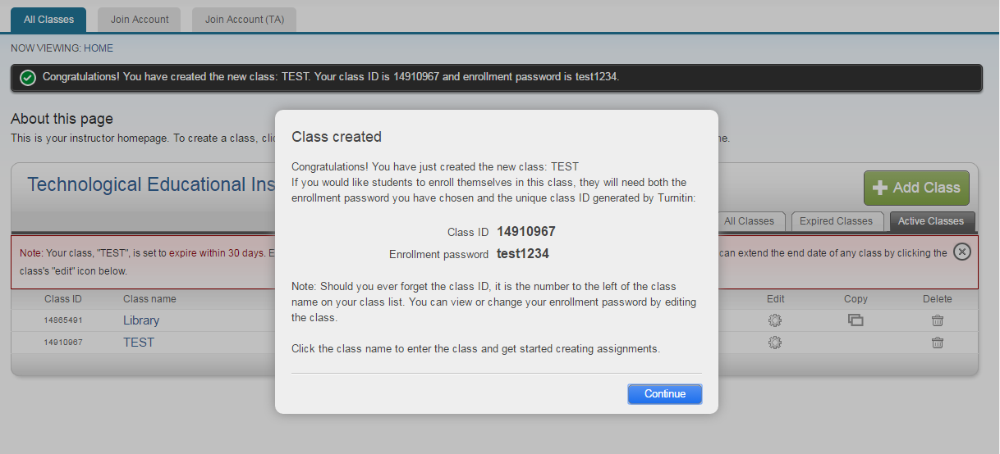 All Classes
Join Account
Join Account (TA)
NOW VIEWING: HOME
Congratulations! You have created the new class: TEST. Your class ID is 14910967 and enrollment password is test1234.
About this page
This is your instructor homepage. To create a class, clic
ne.
Technological Educational Ins
Add Class
All Classes
Expired Classes
Active Classes
Note: Your class, "TEST", is set to expire within 30 days. E
can extend the end date of any class by clicking the
class's "edit" icon below.
Class ID
Class name
Edit
Copy
Delete
14865491
Library
14910967
TEST
Class created
Congratulations! You have just created the new class: TEST
If you would like students to enroll themselves in this class, they will need both the
enrollment password you have chosen and the unique class ID generated by Turnitin:
Class ID 14910967
Enrollment password test1234
Note: Should you ever forget the class ID, it is the number to the left of the class
name on your class list. You can view or change your enrollment password by editing
the class.
Click the class name to enter the class and get started creating assignments.
Continue